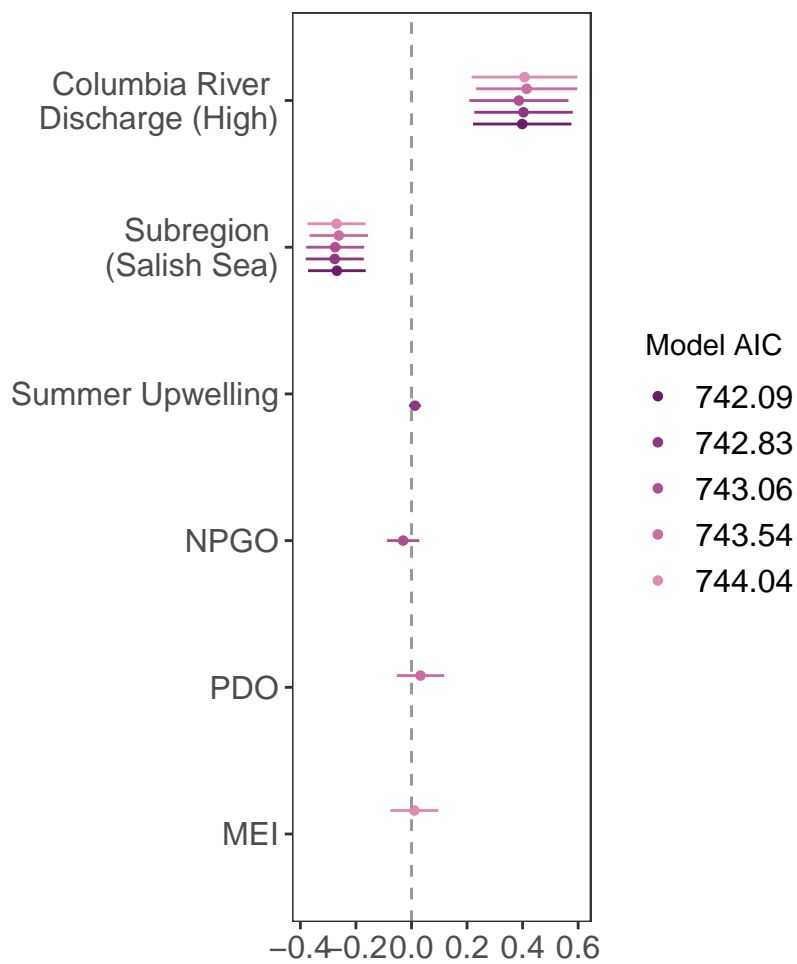 Columbia River
Discharge (High)
Subregion
(Salish Sea)
Summer Upwelling
NPGO
PDO
MEI
−0.4 −0.2 0.0 0.2 0.4 0.6
Model AIC
742.09
742.83
743.06
743.54
744.04